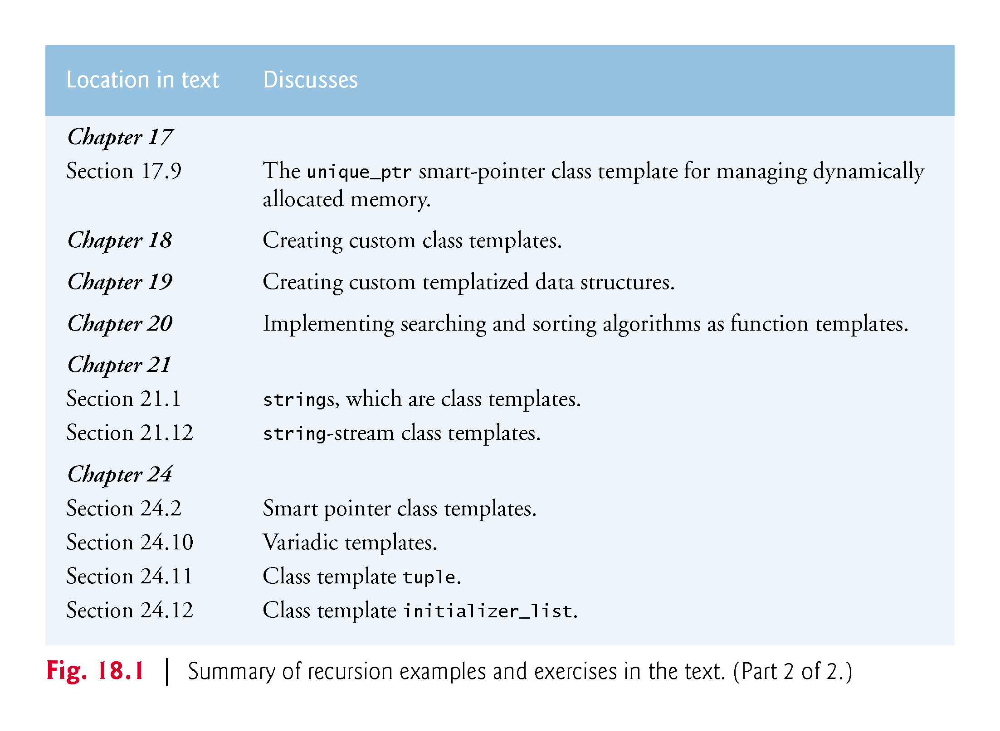 Location in text Discusses
Chapter 17
Section 17.9 The unique_ptr smart-pointer class template for managing dynamically
allocated memory.
Chapter 18 Creating custom class templates.
Chapter 19 Creating custom templatized data structures.
Chapter 20 Implementing searching and sorting algorithms as function templates.
Chapter 21
Section 21.1 strings, which are class templates.
Section 21.12 string-stream class templates.
Chapter 24
Section 24.2 Smart pointer class templates.
Section 24.10 Variadic templates.
Section 24.11 Class template tuple.
Section 24.12 Class template initializer_list.
Fig. 18.1 | Summary of recursion examples and exercises in the text. (Part 2 of 2.)